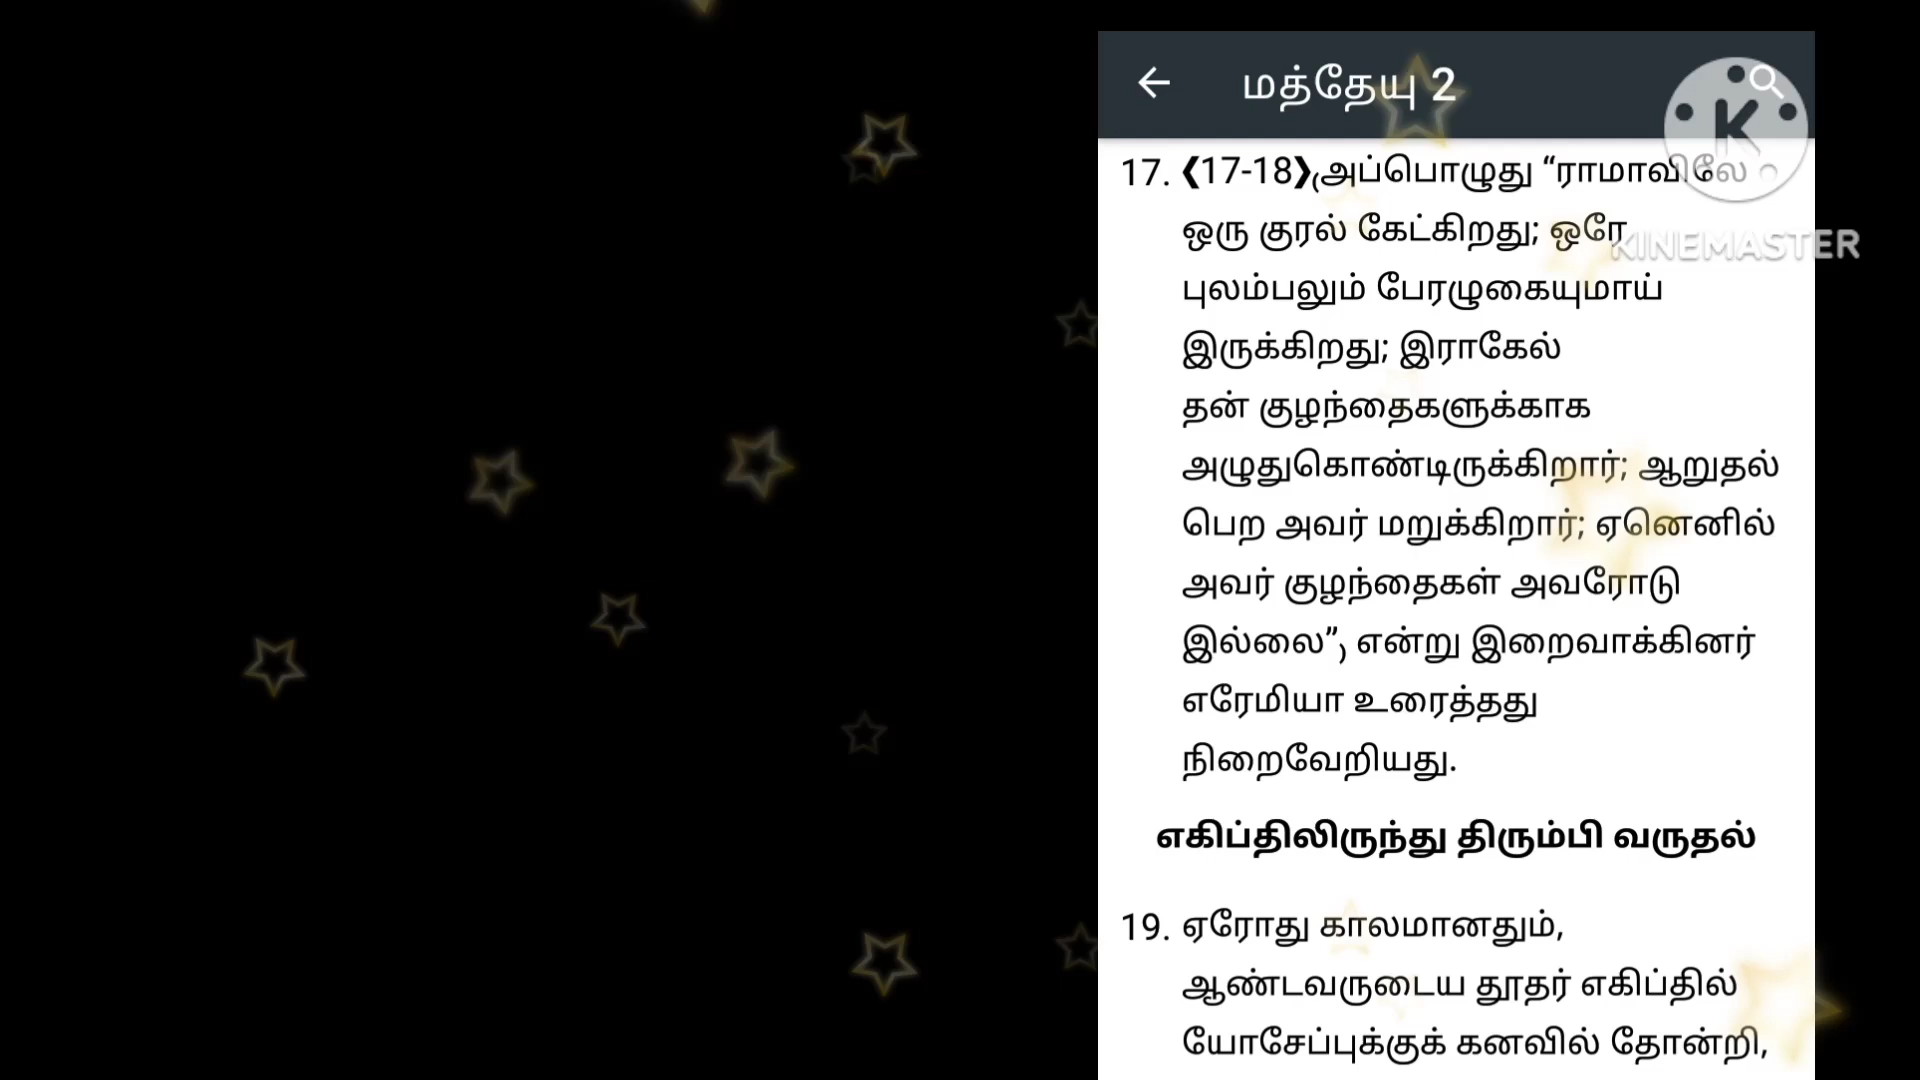 மத்தேயு 2
17. ❬17-18❭(அப்பொழுது “ராமாவிலே
ஒரு குரல் கேட்கிறது; ஒரே
KINEMASTER
புலம்பலும் பேரழுகையுமாய்
இருக்கிறது; இராகேல்
தன் குழந்தைகளுக்காக
அழுதுகொண்டிருக்கிறார்; ஆறுதல்
பெற அவர் மறுக்கிறார்; ஏனெனில்
அவர் குழந்தைகள் அவரோடு
இல்லை”) என்று இறைவாக்கினர்
எரேமியா உரைத்தது
நிறைவேறியது.
எகிப்திலிருந்து திரும்பி வருதல்
19. ஏரோது காலமானதும்,
ஆண்டவருடைய தூதர் எகிப்தில்
யோசேப்புக்குக் கனவில் தோன்றி,